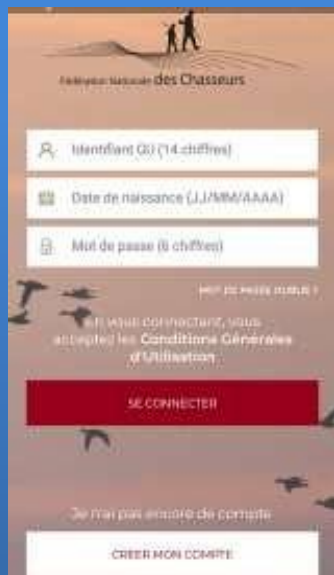 Fédération Nationale des Chasseurs
Identifiant GU (14 chiffres)
Date de naissance (JJ/MM/AAAA)
Mot de passe (6 chiffres)
MOT DE PASSE OUBLIÉ ?
En vous connectant, vous
acceptez les Conditions Générales
d'Utilisation
SE CONNECTER
Je n'ai pas encore de compte
CRÉER MON COMPTE